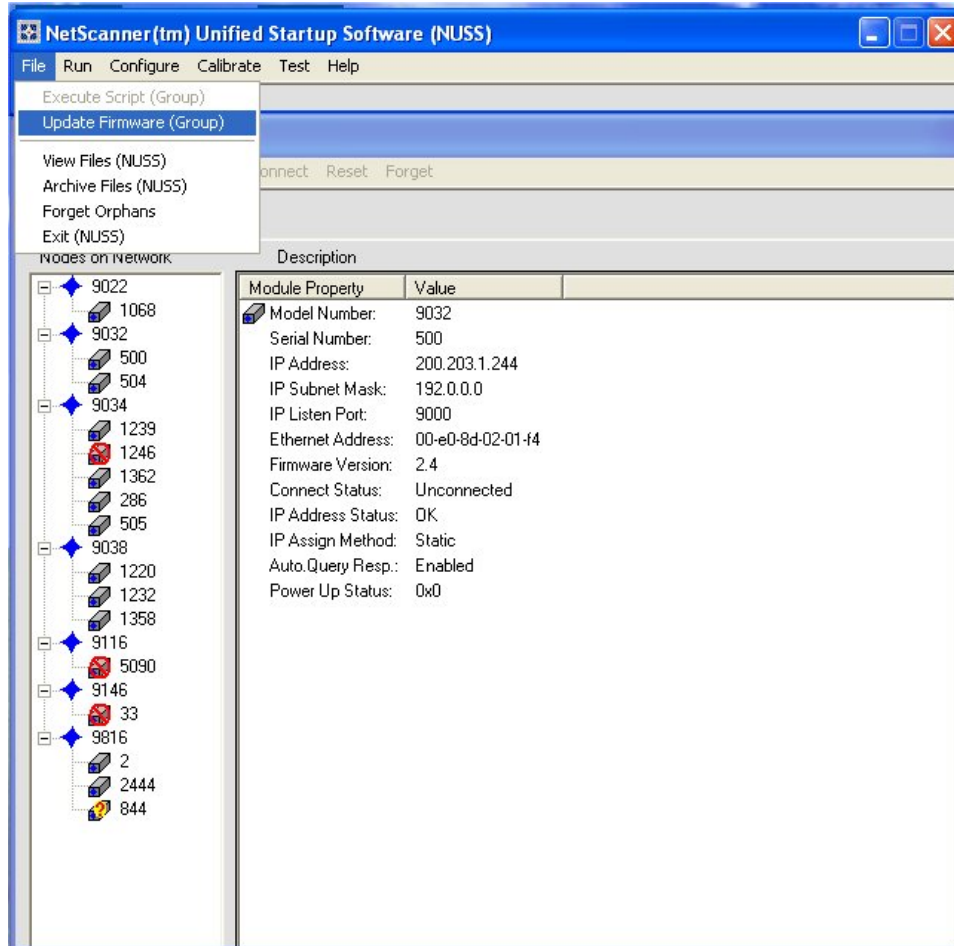 NetScanner(tm) Unified Startup Software (NUSS)
File Run Configure Calibrate Test Help
Execute Script (Group)
Update Firmware (Group)
View Files (NUSS)
Archive Files (NUSS)
Forget Orphans
Exit (NUSS)
Reset Forget
Nodes on Network Description
Module Property Value
9022
1068
9032
500
504
9034
1239
1246
1362
286
505
9038
1220
1232
1358
9116
5090
9146
33
9816
2
2444
844
Model Number: 9032
Serial Number: 500
IP Address: 200.203.1.244
IP Subnet Mask: 192.0.0.0
IP Listen Port: 9000
Ethernet Address: 00-e0-8d-02-01-f4
Firmware Version: 2.4
Connect Status: Unconnected
IP Address Status: OK
IP Assign Method: Static
Auto.Query Resp.: Enabled
Power Up Status: 0x0